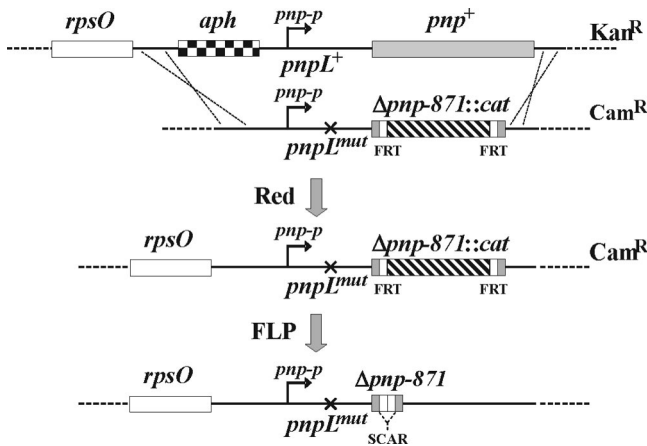 rpsO aph pnp-p pnp+ KanR
pnpL+
pnp-p Δpnp-871::cat CamR
pnpLmut FRT FRT
Red
rpsO pnp-p Δpnp-871::cat CamR
pnpLmut FRT FRT
FLP
rpsO pnp-p Δpnp-871
pnpLmut
SCAR